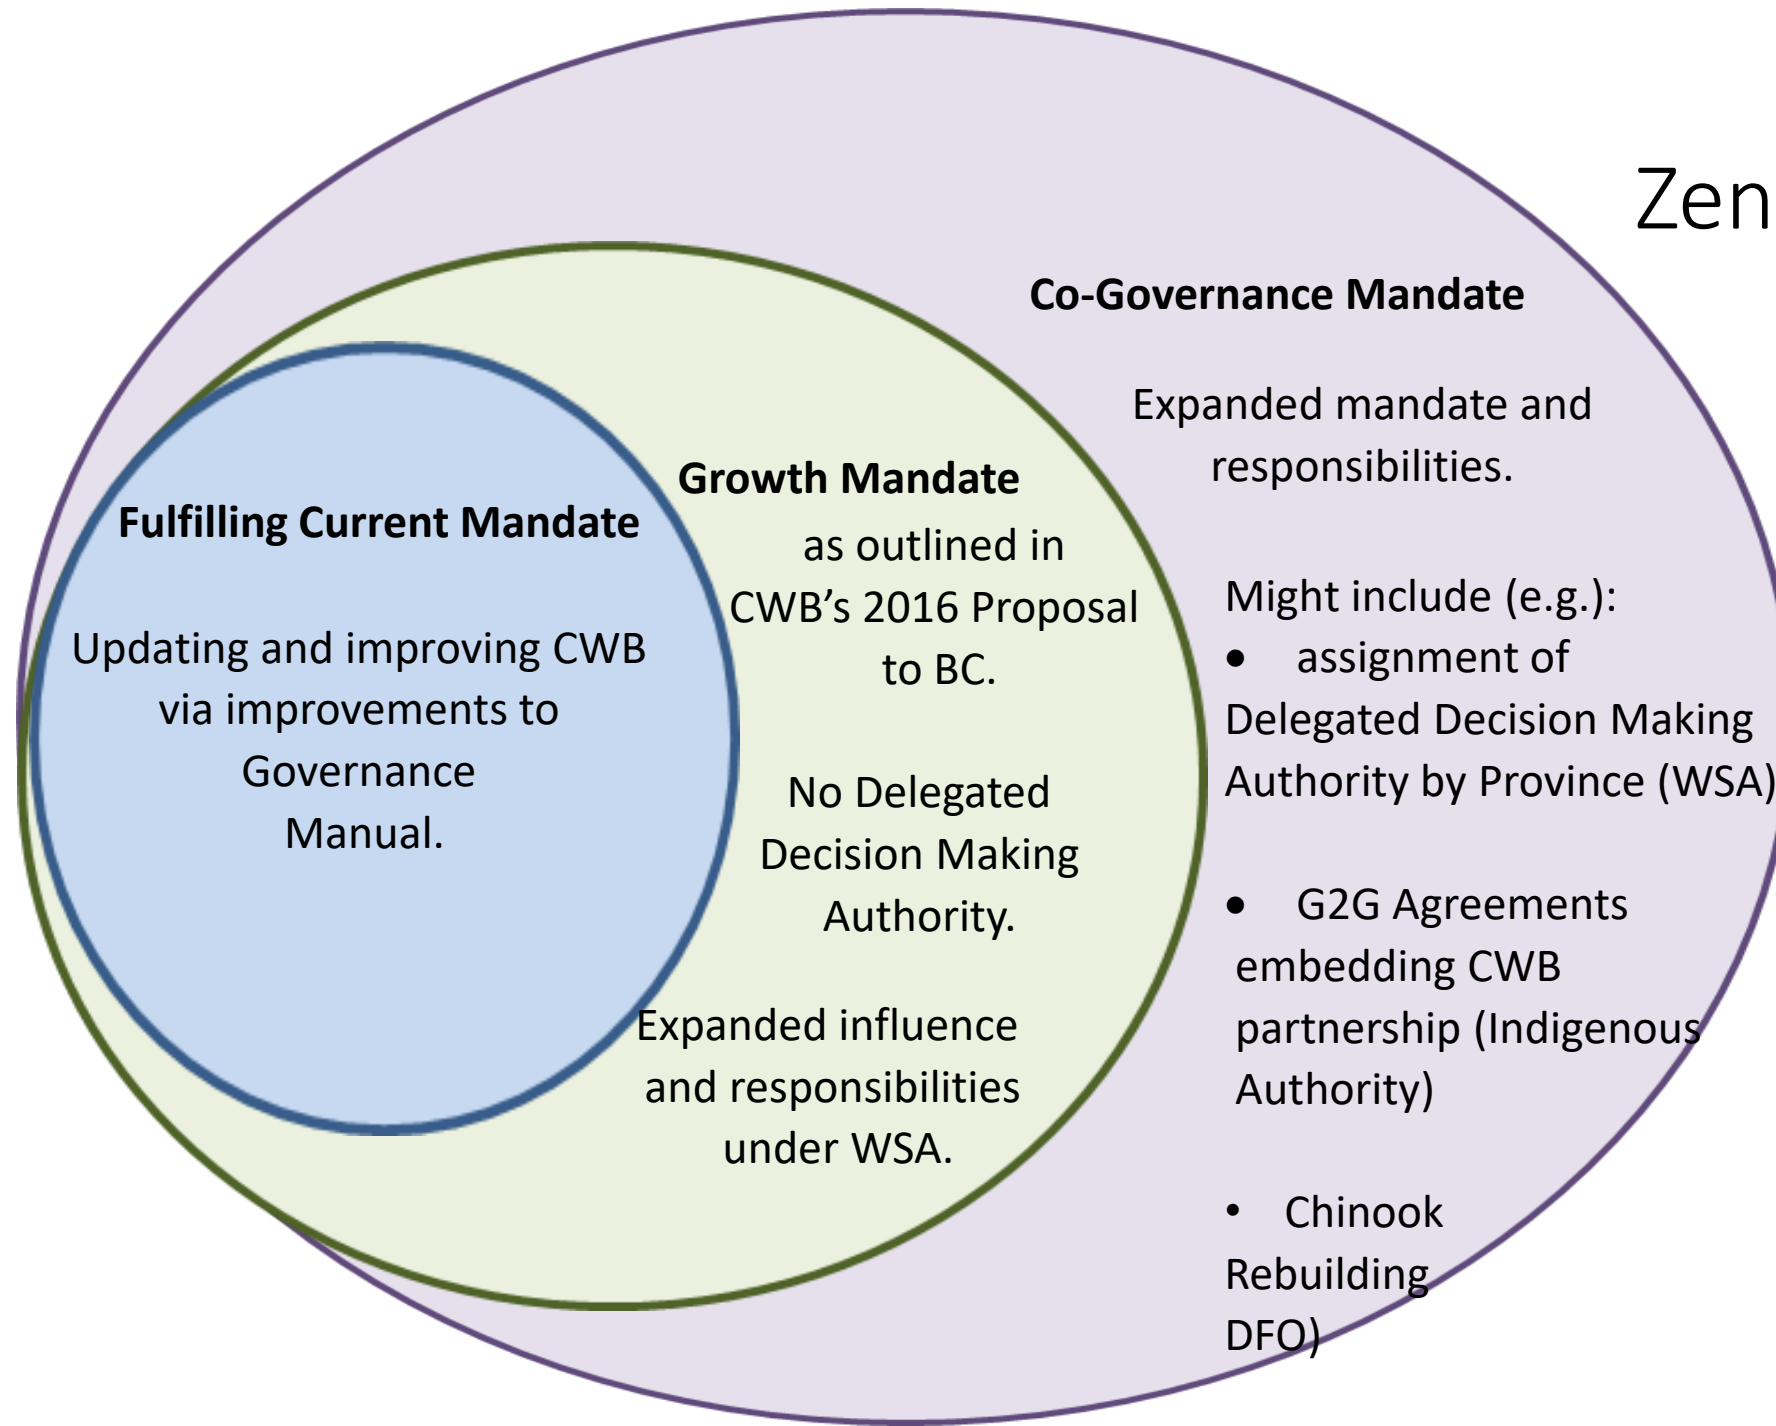 Zen
Co-Governance Mandate
Expanded mandate and
responsibilities.
Might include (e.g.):
• assignment of
Delegated Decision Making
Authority by Province (WSA)
• G2G Agreements
embedding CWB
partnership (Indigenous
Authority)
• Chinook
Rebuilding
DFO)
Growth Mandate
as outlined in
CWB’s 2016 Proposal
to BC.
No Delegated
Decision Making
Authority.
Expanded influence
and responsibilities
under WSA.
Fulfilling Current Mandate
Updating and improving CWB
via improvements to
Governance
Manual.